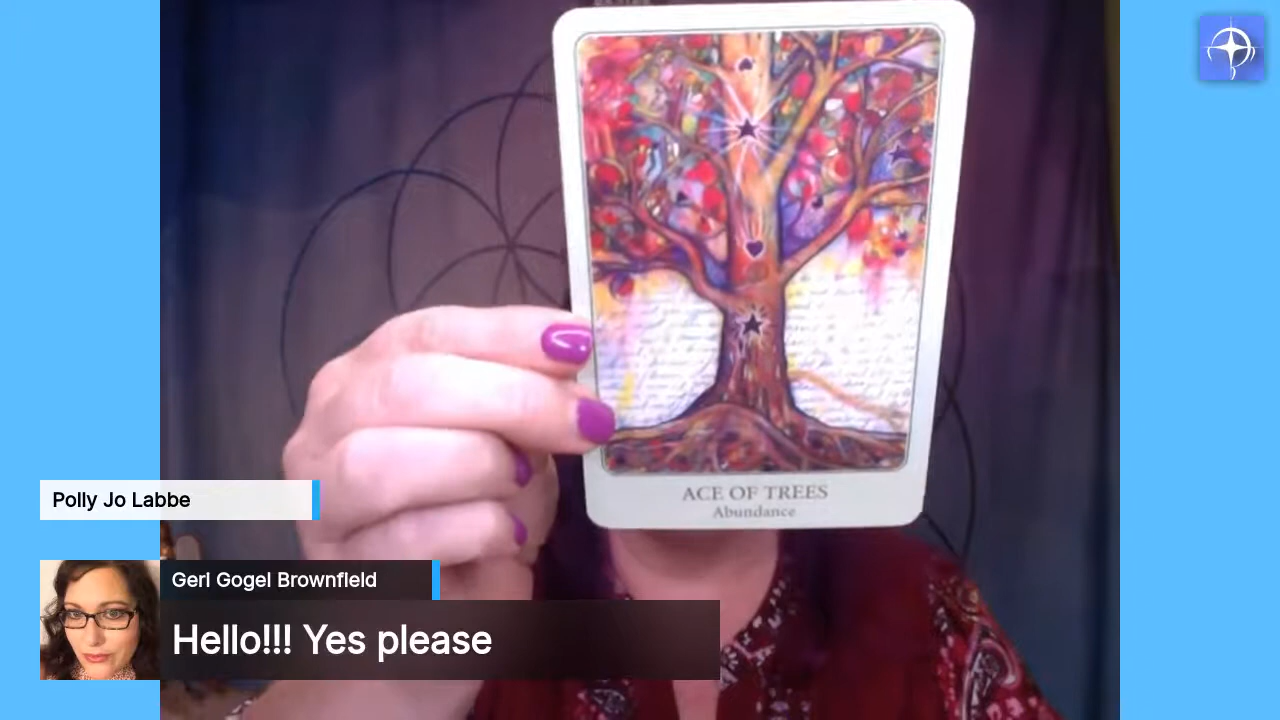 ACE OF TREES
Abundance
Polly Jo Labbe
Geri Gogel Brownfield
Hello!!! Yes please